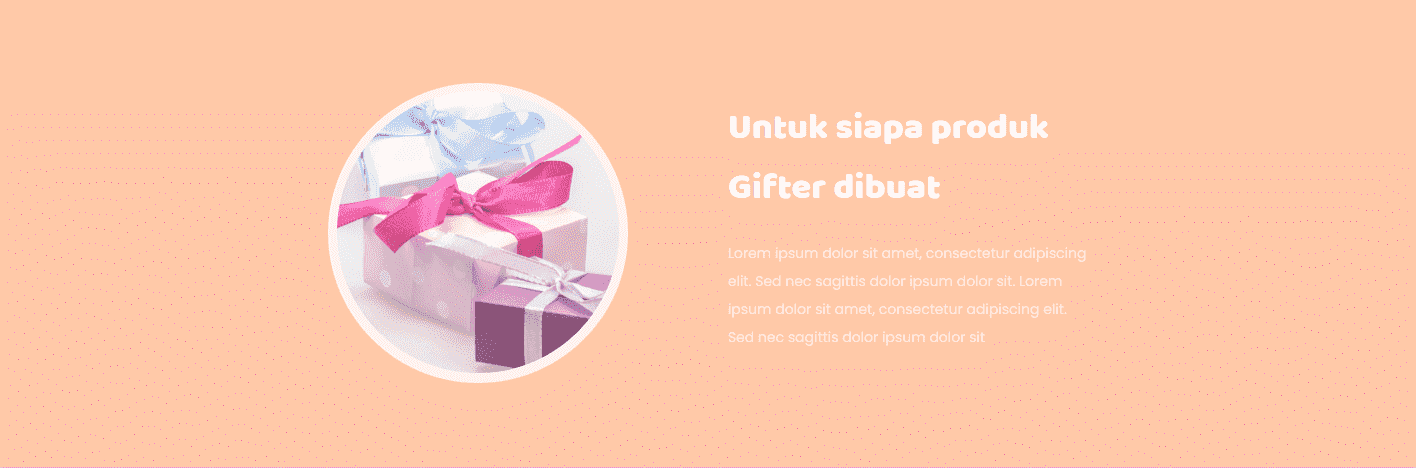 Untuk siapa produk
Gifter dibuat
Lorem ipsum dolor sit amet, consectetur adipiscing
elit. Sed nec sagittis dolor ipsum dolor sit. Lorem
ipsum dolor sit amet, consectetur adipiscing elit.
Sed nec sagittis dolor ipsum dolor sit